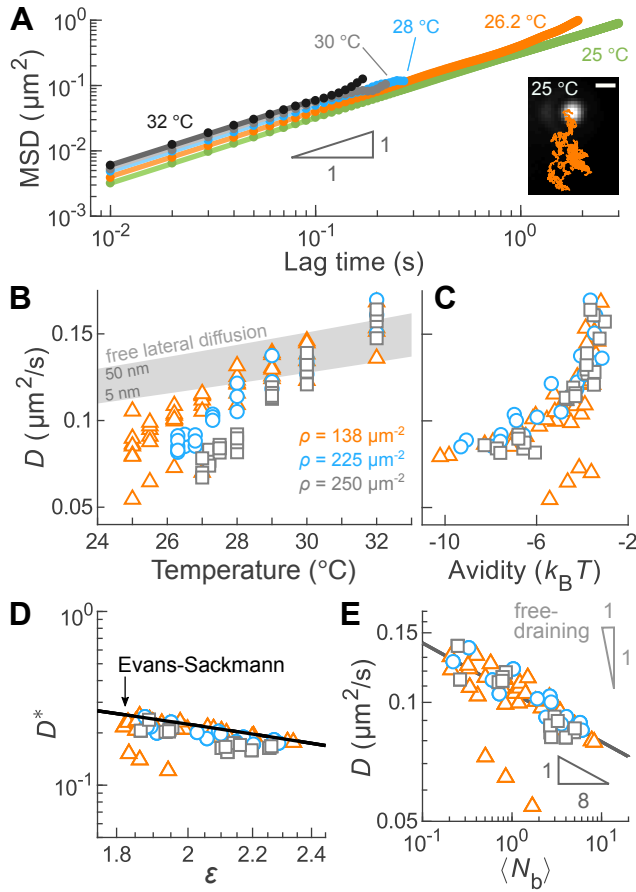 A
10⁰
10⁻¹
10⁻²
10⁻³
MSD (µm²)
30 °C
28 °C
26.2 °C
25 °C
32 °C
25 °C
1
1
10⁻²
10⁻¹
10⁰
Lag time (s)
B
free lateral diffusion
50 nm
5 nm
0.15
0.1
0.05
D (µm²/s)
ρ = 138 µm⁻²
ρ = 225 µm⁻²
ρ = 250 µm⁻²
24 26 28 30 32 34
Temperature (°C)
C
-10 -6 -2
Avidity (k_BT)
D
10⁰
10⁻¹
D*
Evans-Sackmann
1.8 2 2.2 2.4
ε
E
free-
draining
1
1
0.15
0.1
0.05
D (µm²/s)
1
8
10⁻¹ 10⁰ 10¹
⟨N_b⟩